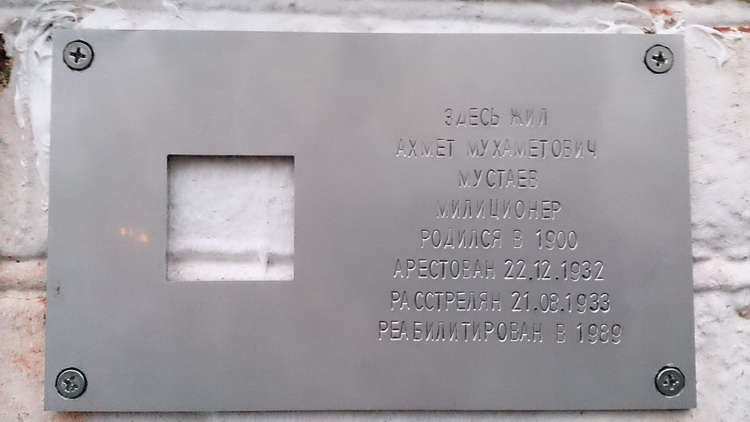 ЗДЕСЬ ЖИЛ
АХМЕТ МУХАМЕТОВИЧ
МУСТАЕВ
МИЛИЦИОНЕР
РОДИЛСЯ В 1900
АРЕСТОВАН 22.12.1932
РАССТРЕЛЯН 21.08.1933
РЕАБИЛИТИРОВАН В 1989